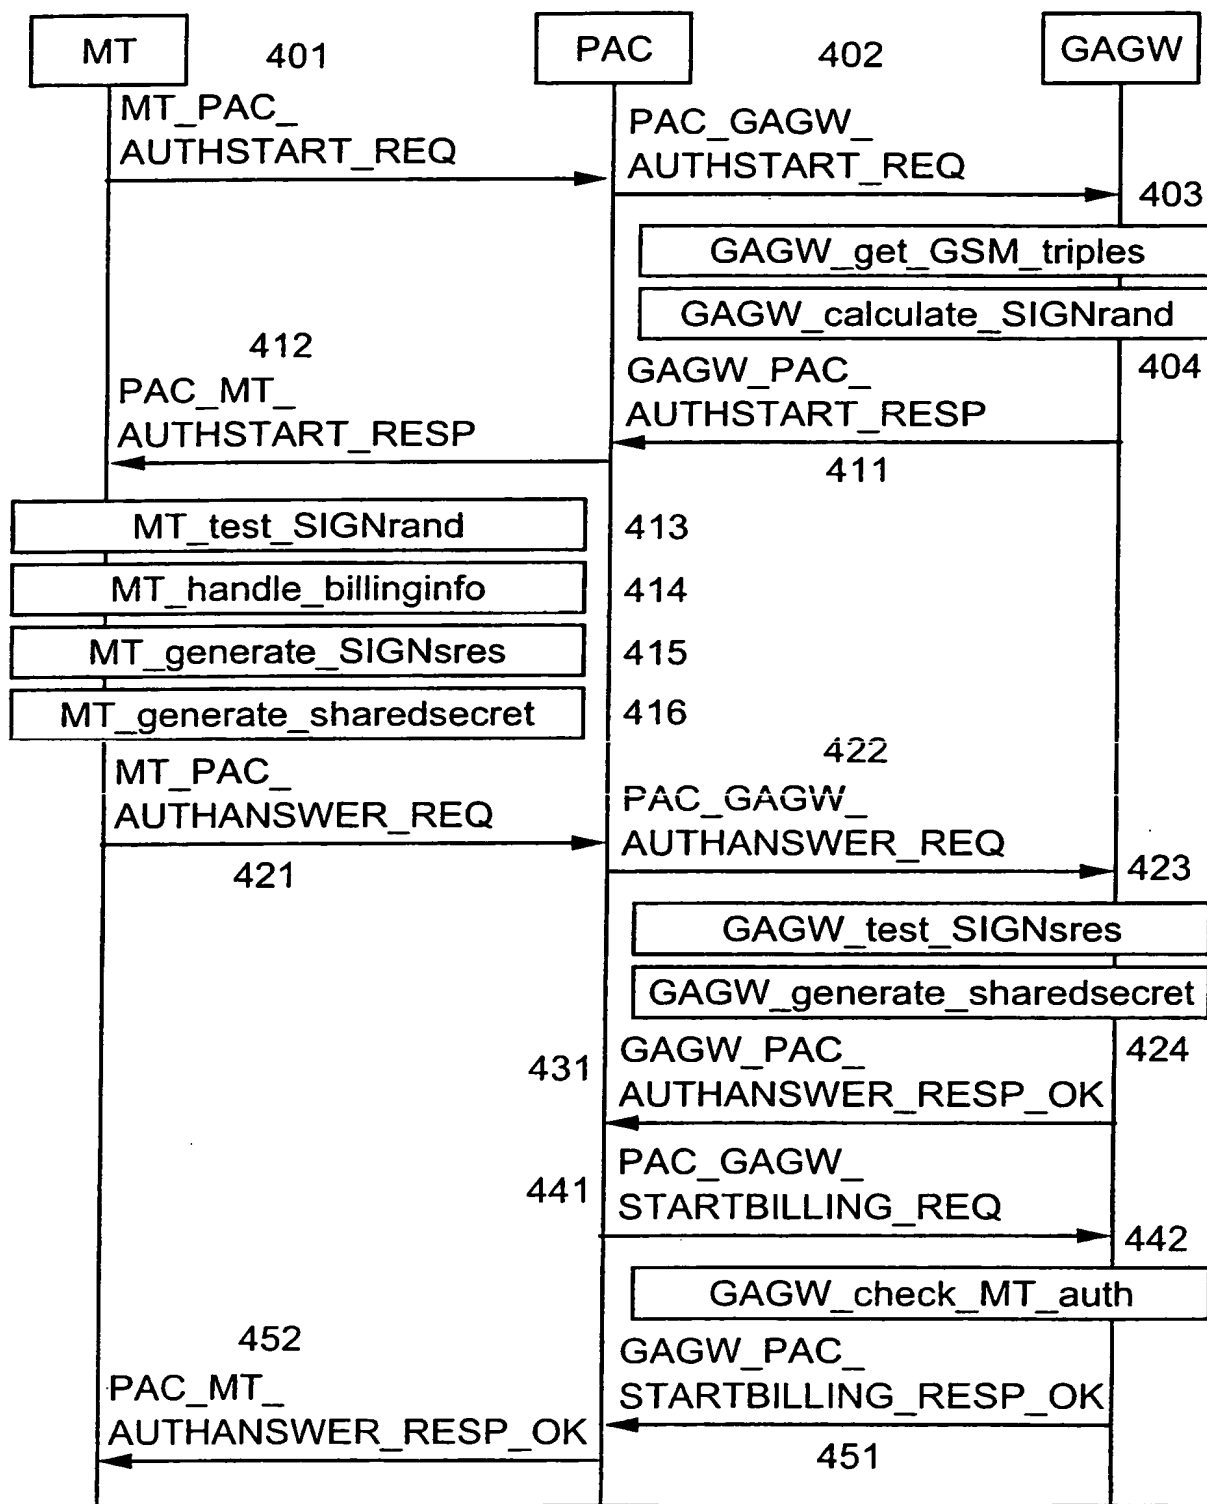 MT
401
PAC
402
GAGW
MT_PAC_
AUTHSTART_REQ
PAC_GAGW_
AUTHSTART_REQ
403
GAGW_get_GSM_triples
GAGW_calculate_SIGNrand
412
404
PAC_MT_
AUTHSTART_RESP
GAGW_PAC_
AUTHSTART_RESP
411
MT_test_SIGNrand
413
MT_handle_billinginfo
414
MT_generate_SIGNsres
415
MT_generate_sharedsecret
416
422
MT_PAC_
AUTHANSWER_REQ
421
PAC_GAGW_
AUTHANSWER_REQ
423
GAGW_test_SIGNsres
GAGW_generate_sharedsecret
431
GAGW_PAC_
AUTHANSWER_RESP_OK
424
441
PAC_GAGW_
STARTBILLING_REQ
442
GAGW_check_MT_auth
452
GAGW_PAC_
STARTBILLING_RESP_OK
PAC_MT_
AUTHANSWER_RESP_OK
451